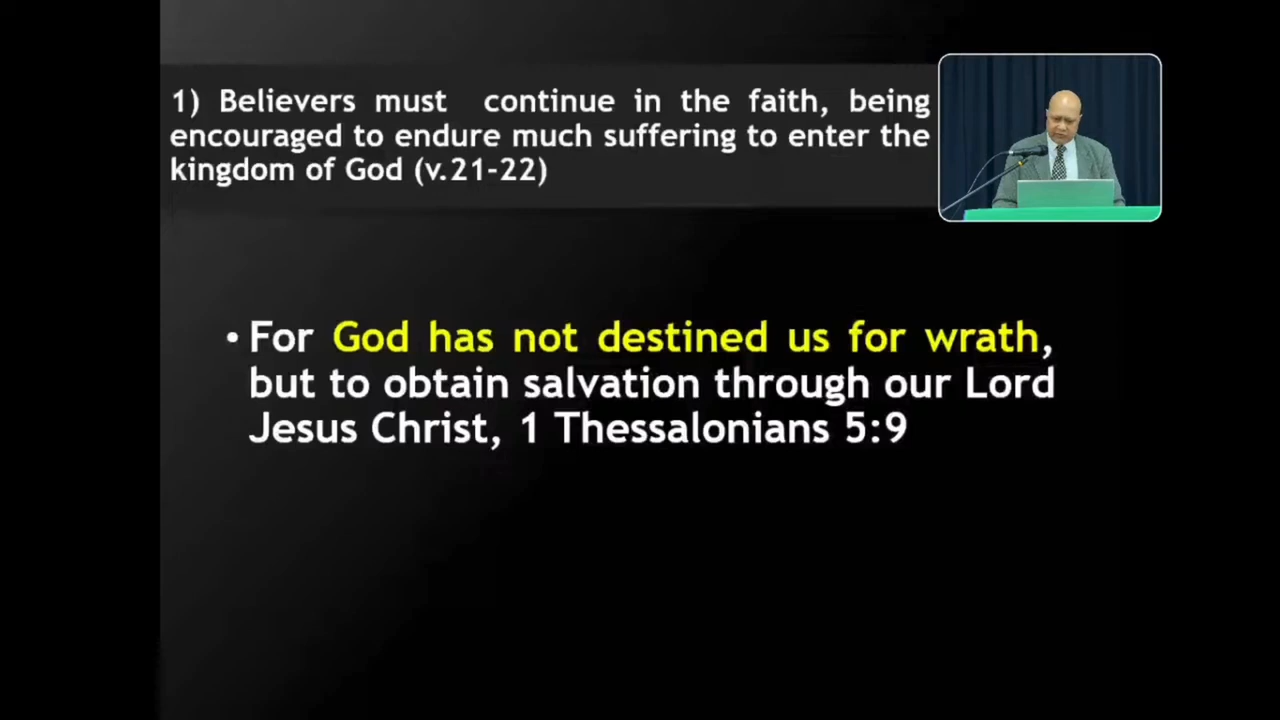 1) Believers must continue in the faith, being
encouraged to endure much suffering to enter the
kingdom of God (v.21-22)
• For God has not destined us for wrath,
but to obtain salvation through our Lord
Jesus Christ, 1 Thessalonians 5:9